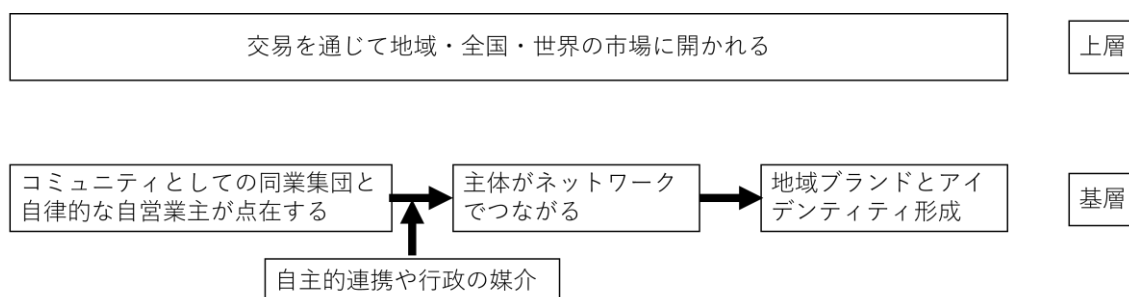 交易を通じて地域・全国・世界の市場に開かれる
上層
コミュニティとしての同業集団と
自律的な自営業主が点在する
主体がネットワーク
でつながる
地域ブランドとアイ
デンティティ形成
基層
自主的連携や行政の媒介